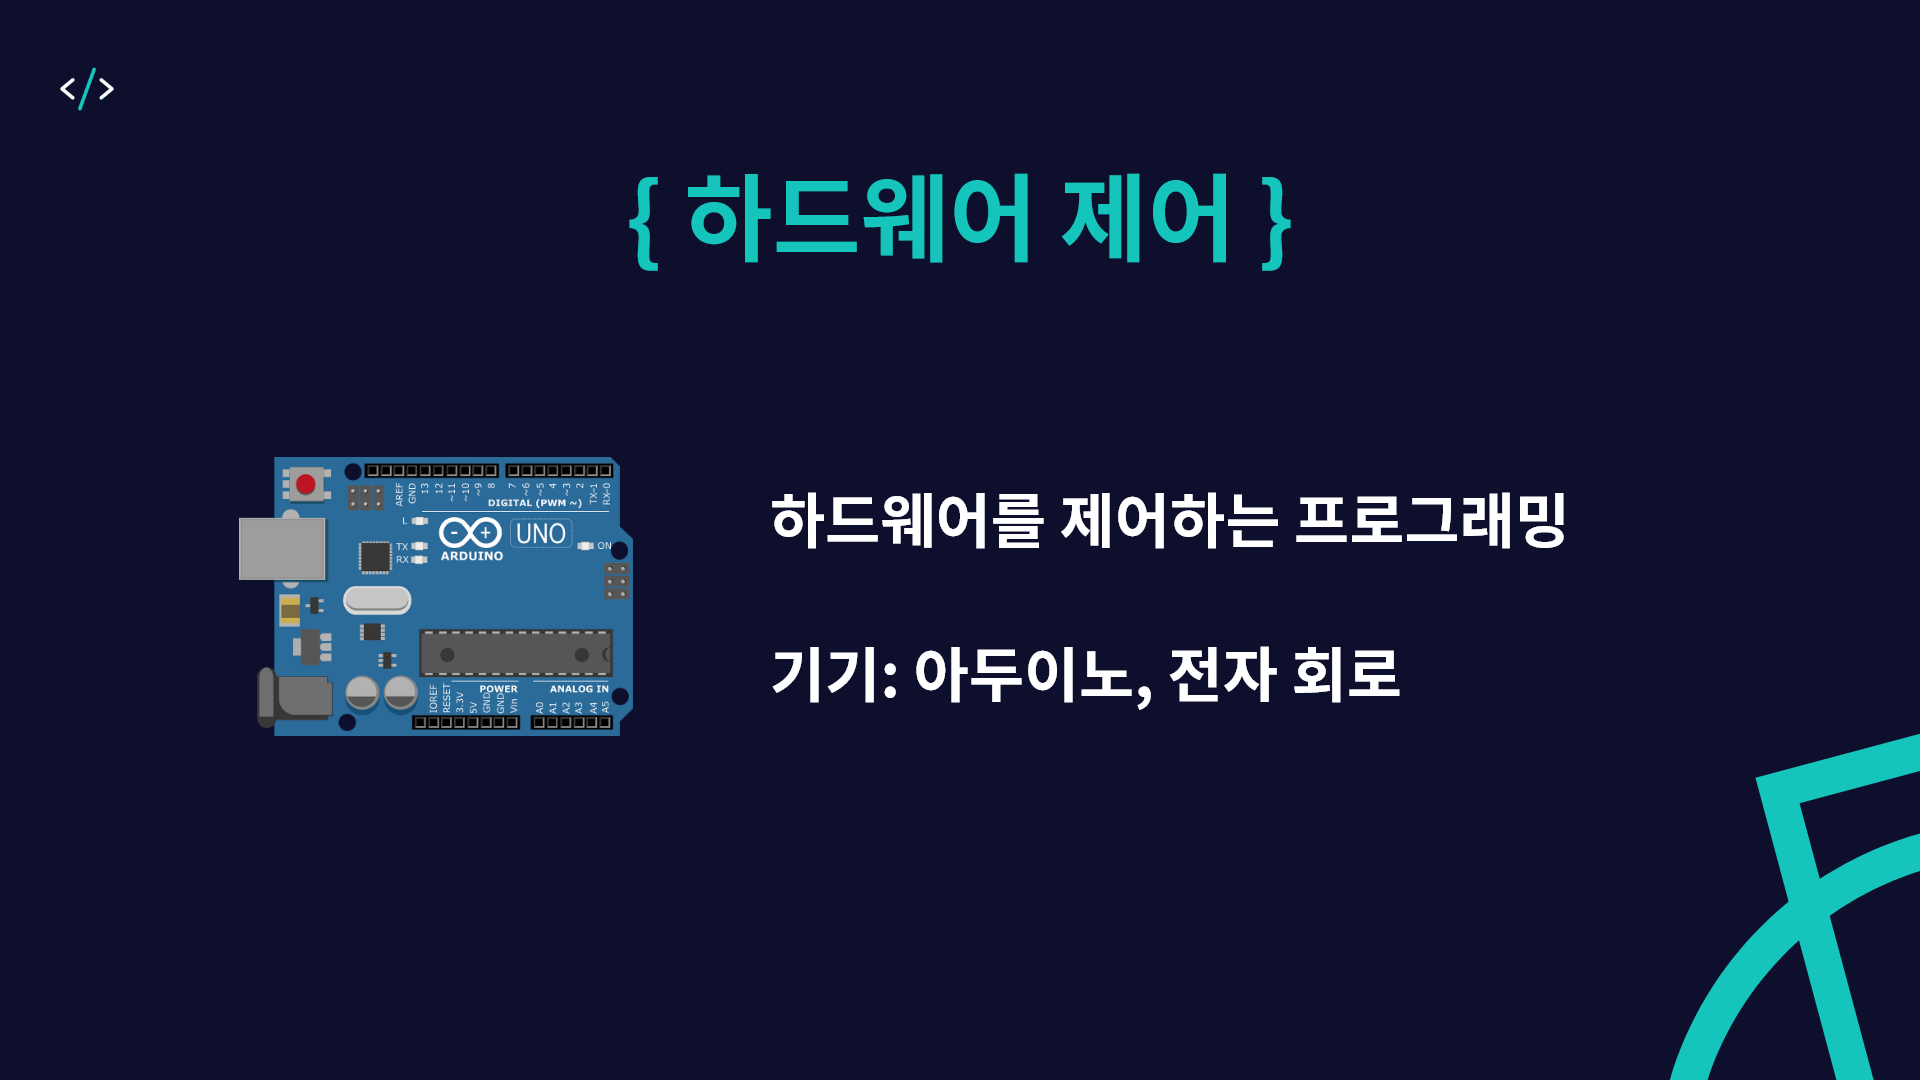 </>
{ 하드웨어 제어 }
하드웨어를 제어하는 프로그래밍
기기: 아두이노, 전자 회로
AREF GND 13 12 ~11 ~10 ~9 8 7 ~6 ~5 4 ~3 2 TX→1 RX←0
DIGITAL (PWM ~)
L
TX
RX
ARDUINO
UNO
ON
POWER
ANALOG IN
IOREF RESET 3.3V 5V GND GND Vin A0 A1 A2 A3 A4 A5